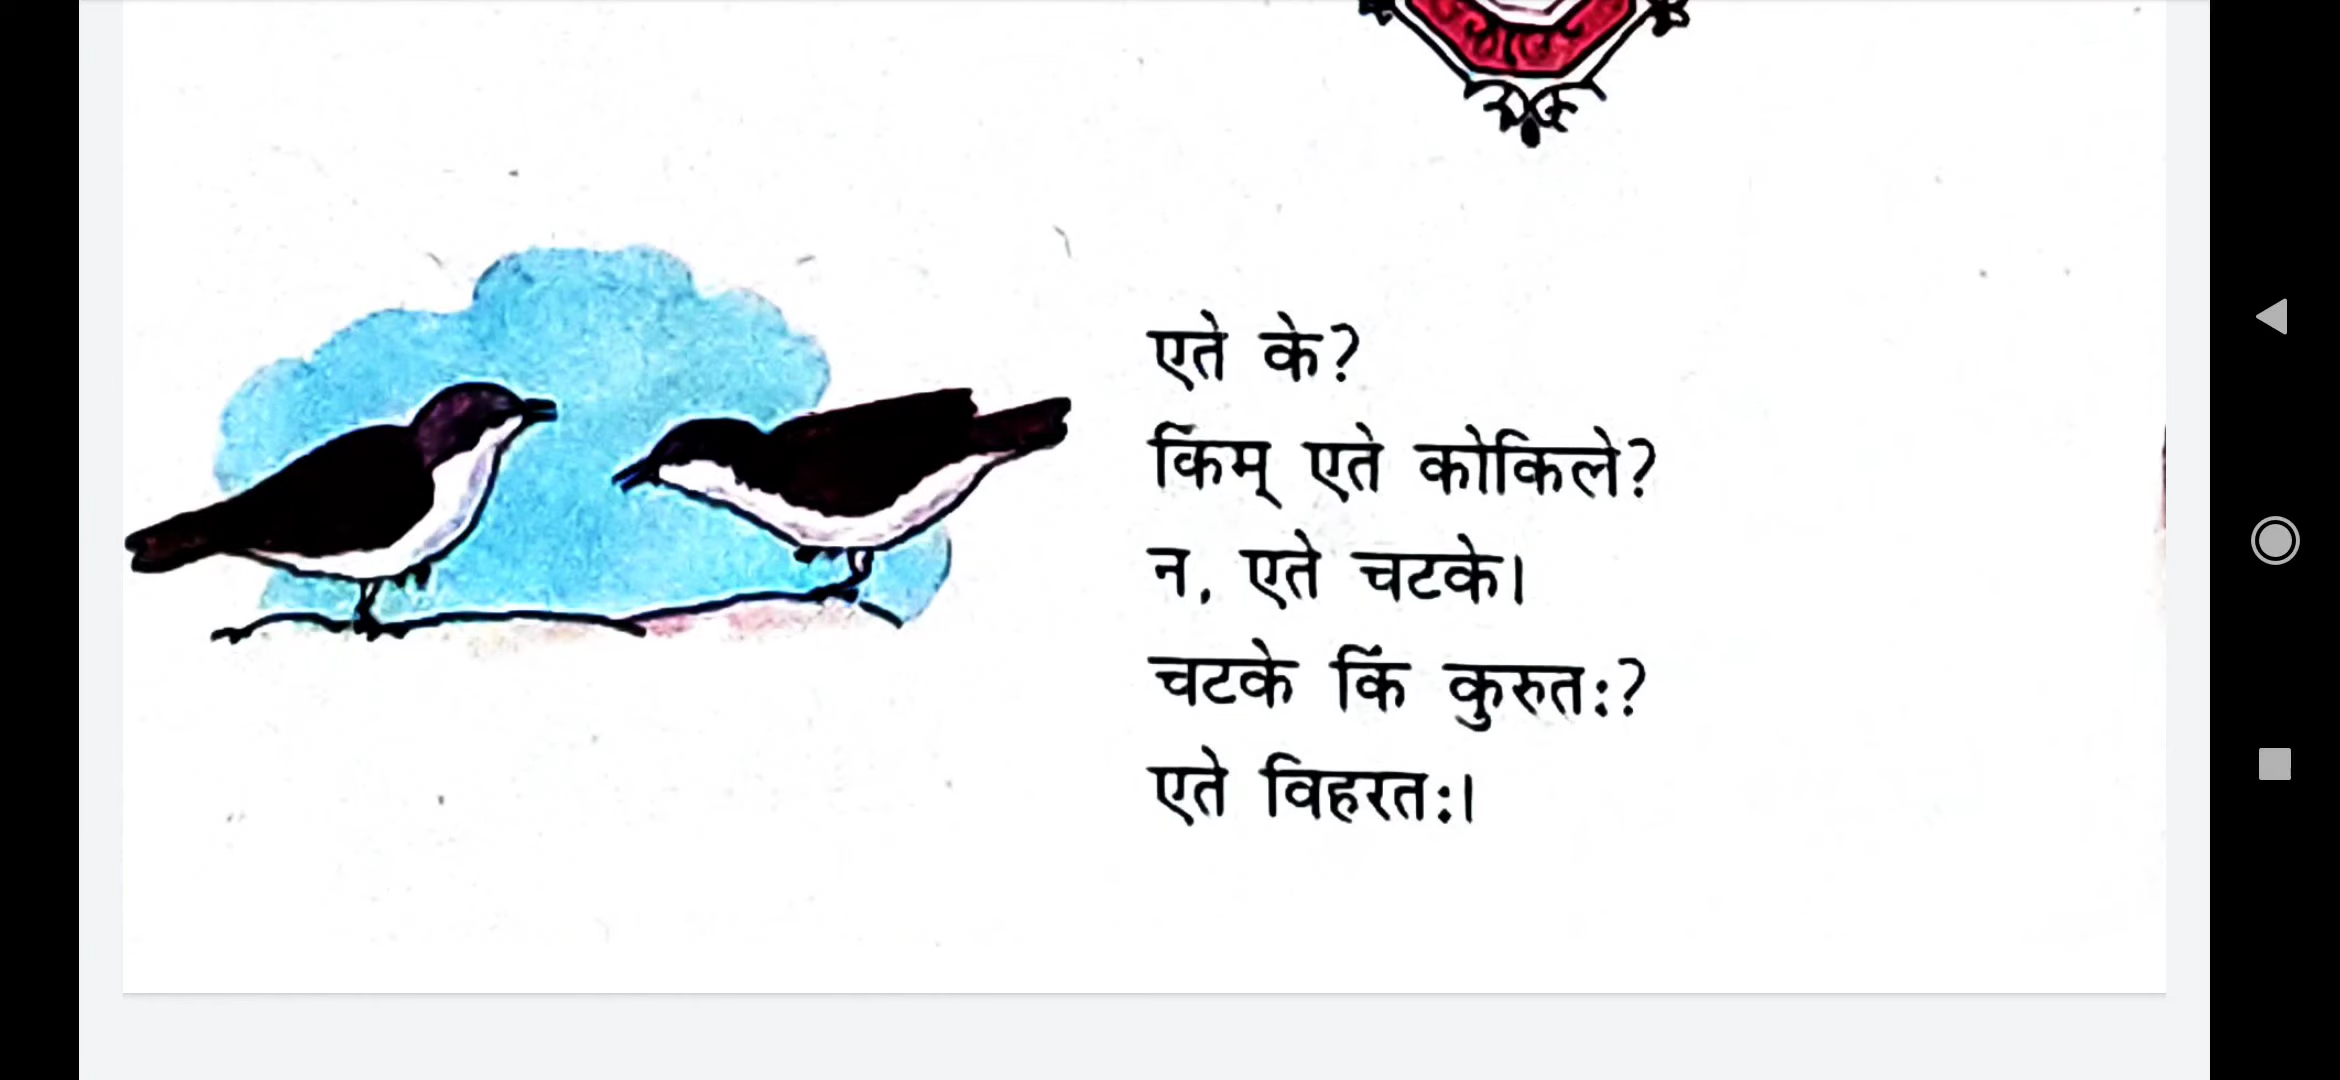 एते के?
किम् एते कोकिले?
न, एते चटके।
चटके किं कुरुतः?
एते विहरतः।